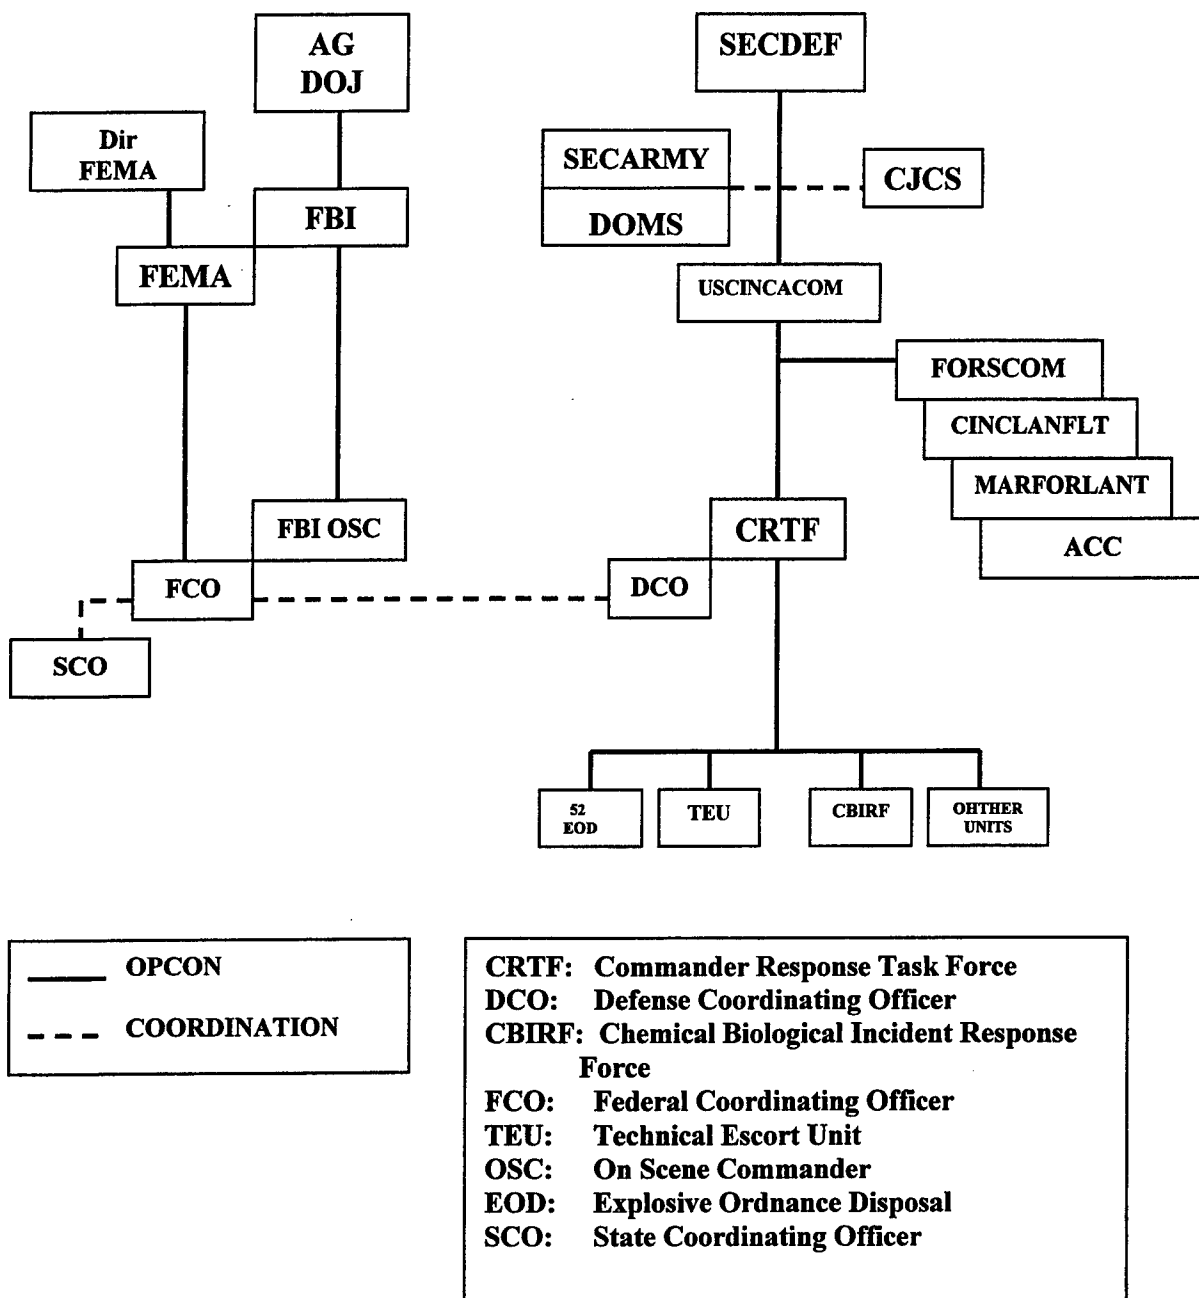 AG
DOJ
SECDEF
Dir
FEMA
SECARMY
CJCS
FBI
DOMS
FEMA
USCINCACOM
FORSCOM
CINCLANFLT
MARFORLANT
ACC
FBI OSC
CRTF
FCO
DCO
SCO
52
EOD
TEU
CBIRF
OHTHER
UNITS
OPCON
COORDINATION
CRTF: Commander Response Task Force
DCO: Defense Coordinating Officer
CBIRF: Chemical Biological Incident Response
Force
FCO: Federal Coordinating Officer
TEU: Technical Escort Unit
OSC: On Scene Commander
EOD: Explosive Ordnance Disposal
SCO: State Coordinating Officer